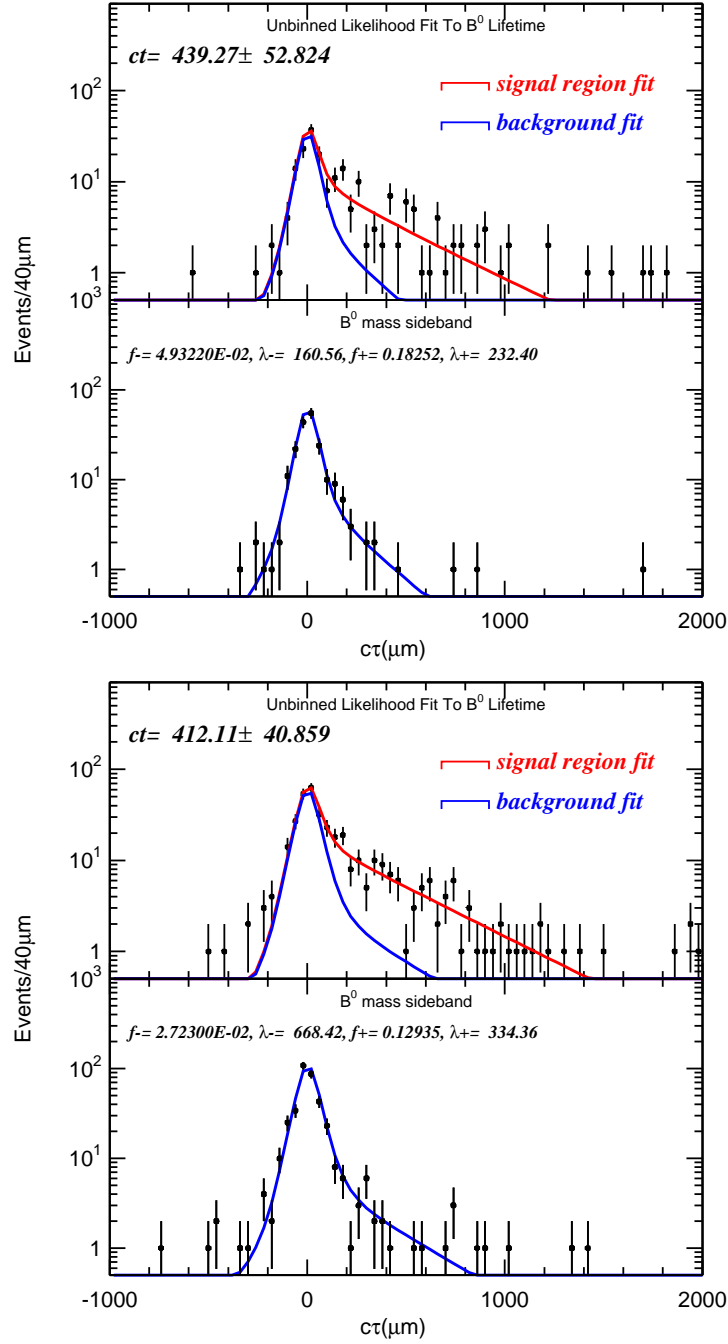 Unbinned Likelihood Fit To B⁰ Lifetime
ct= 439.27± 52.824
signal region fit
background fit
10²
10
1
Events/40μm
10³
B⁰ mass sideband
f-= 4.93220E-02, λ-= 160.56, f+= 0.18252, λ+= 232.40
10²
10¹
1
-1000 0 1000 2000
cτ(μm)
Unbinned Likelihood Fit To B⁰ Lifetime
ct= 412.11± 40.859
signal region fit
background fit
10²
10¹
1
Events/40μm
10³
B⁰ mass sideband
f-= 2.72300E-02, λ-= 668.42, f+= 0.12935, λ+= 334.36
10²
10¹
1
-1000 0 1000 2000
cτ(μm)